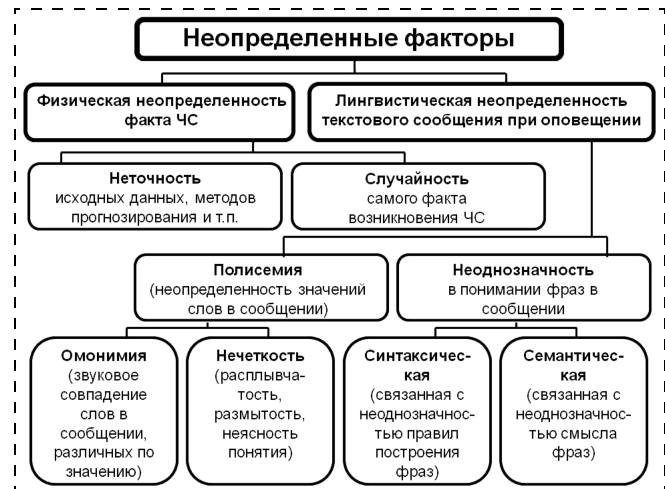 Неопределенные факторы
Физическая неопределенность
факта ЧС
Лингвистическая неопределенность
текстового сообщения при оповещении
Неточность
исходных данных, методов
прогнозирования и т.п.
Случайность
самого факта
возникновения ЧС
Полисемия
(неопределенность значений
слов в сообщении)
Неоднозначность
в понимании фраз в
сообщении
Омонимия
(звуковое
совпадение
слов в
сообщении,
различных по
значению)
Нечеткость
(расплывча-
тость,
размытость,
неясность
понятия)
Синтаксичес-
кая
(связанная с
неоднозначнос-
тью правил
построения
фраз)
Семантичес-
кая
(связанная с
неоднозначнос-
тью смысла
фраз)